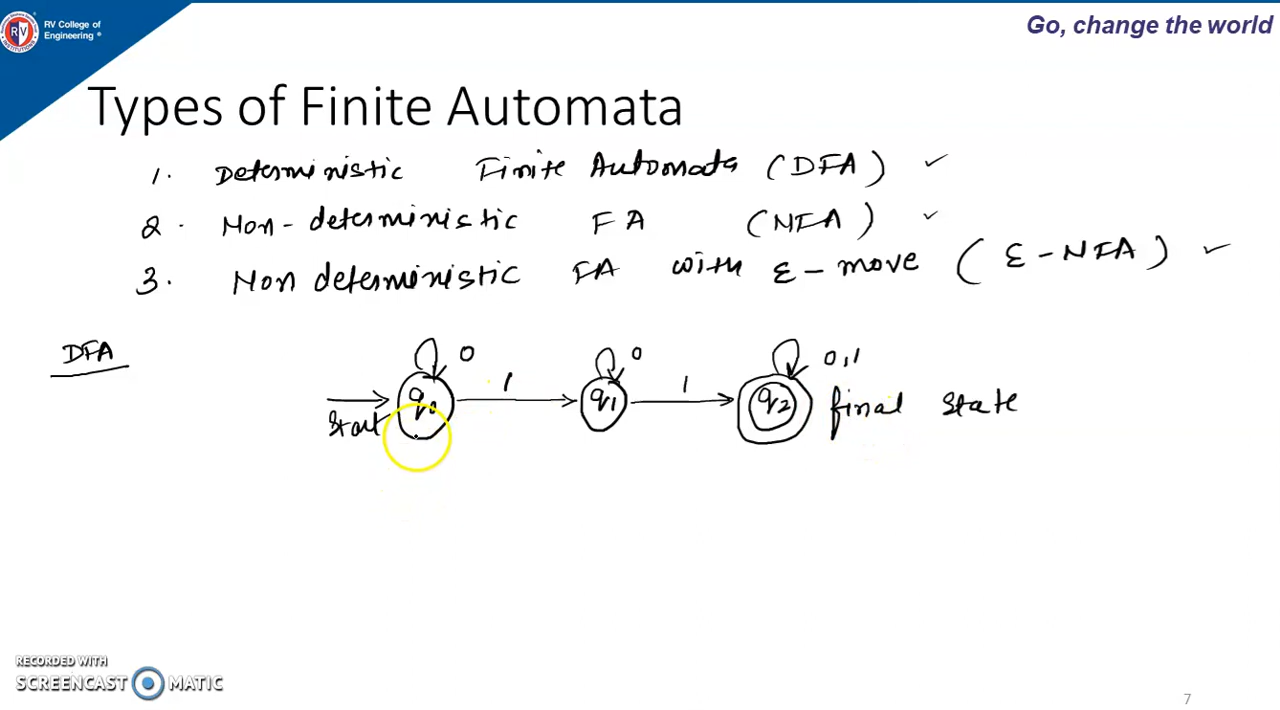 RV College of
Engineering ®
Go, change the world
Types of Finite Automata
1. Deterministic Finite Automata (DFA) ✓
2. Non-deterministic FA (NFA) ✓
3. Non deterministic FA with ε-move (ε-NFA) ✓
DFA
0 0 0,1
Start q0 1 q1 1 q2 final state
RECORDED WITH
SCREENCAST MATIC
7